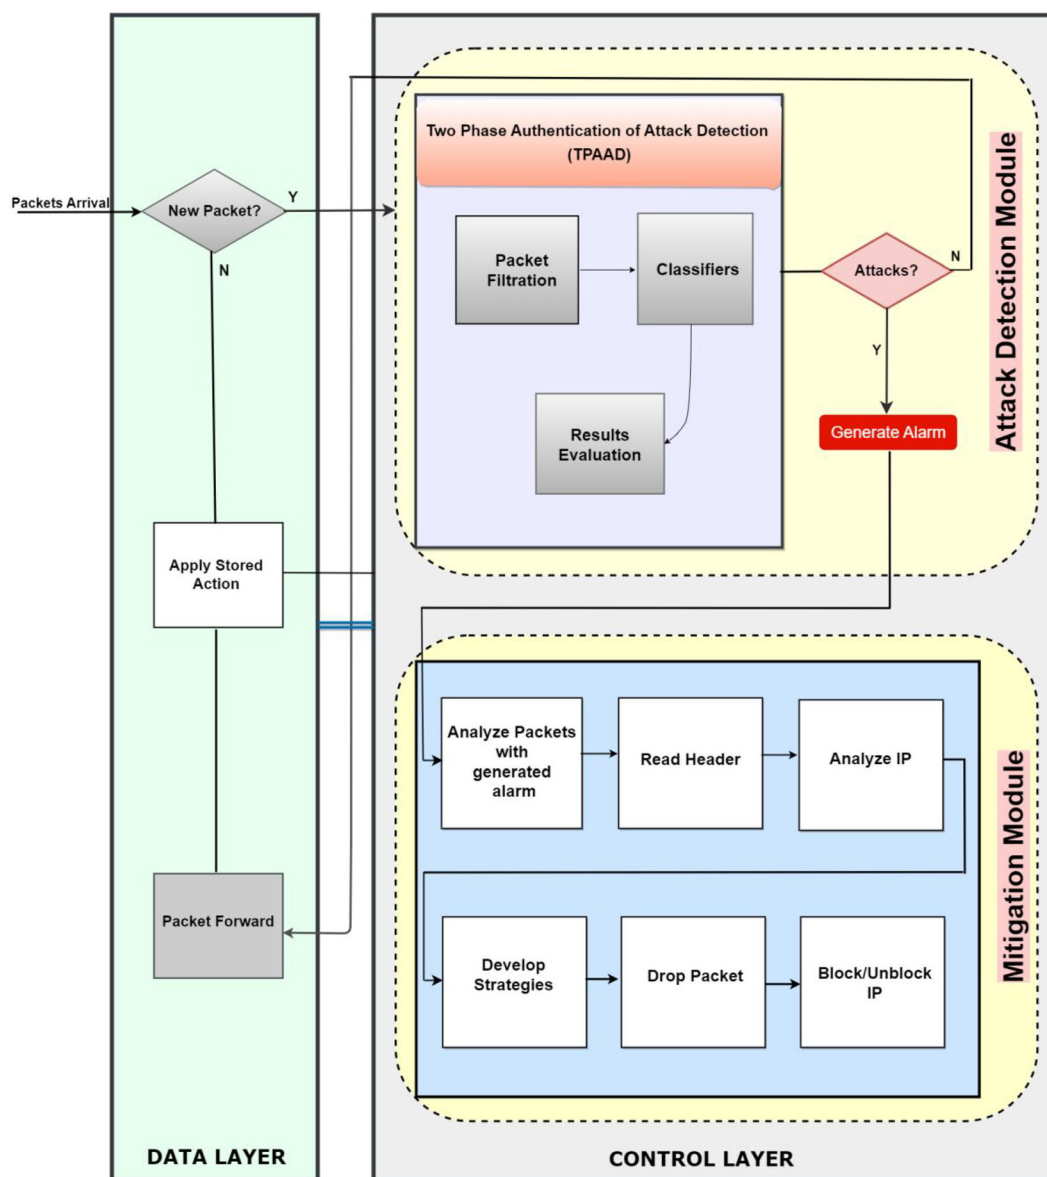 Two Phase Authentication of Attack Detection
(TPAAD)
Packets Arrival
New Packet?
Y
N
Packet
Filtration
Classifiers
Attacks?
N
Y
Results
Evaluation
Generate Alarm
Attack Detection Module
Apply Stored
Action
Packet Forward
Analyze Packets
with
generated
alarm
Read Header
Analyze IP
Develop
Strategies
Drop Packet
Block/Unblock
IP
Mitigation Module
DATA LAYER
CONTROL LAYER